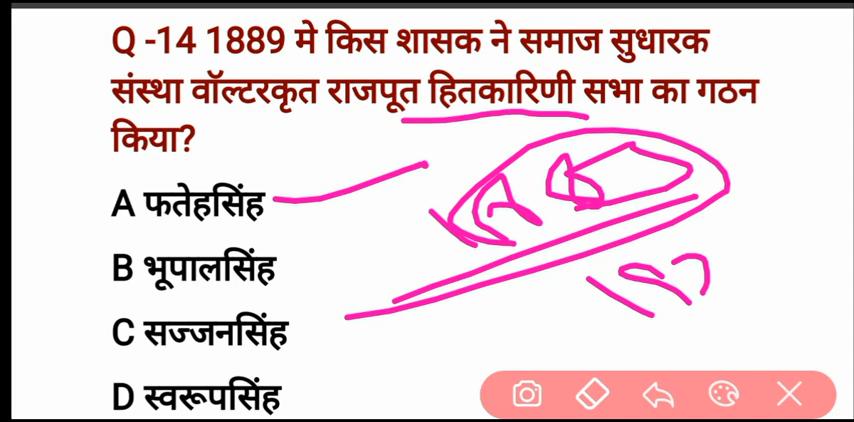 Q -14 1889 मे किस शासक ने समाज सुधारक
संस्था वॉल्टरकृत राजपूत हितकारिणी सभा का गठन
किया?
A फतेहसिंह
B भूपालसिंह
C सज्जनसिंह
D स्वरूपसिंह